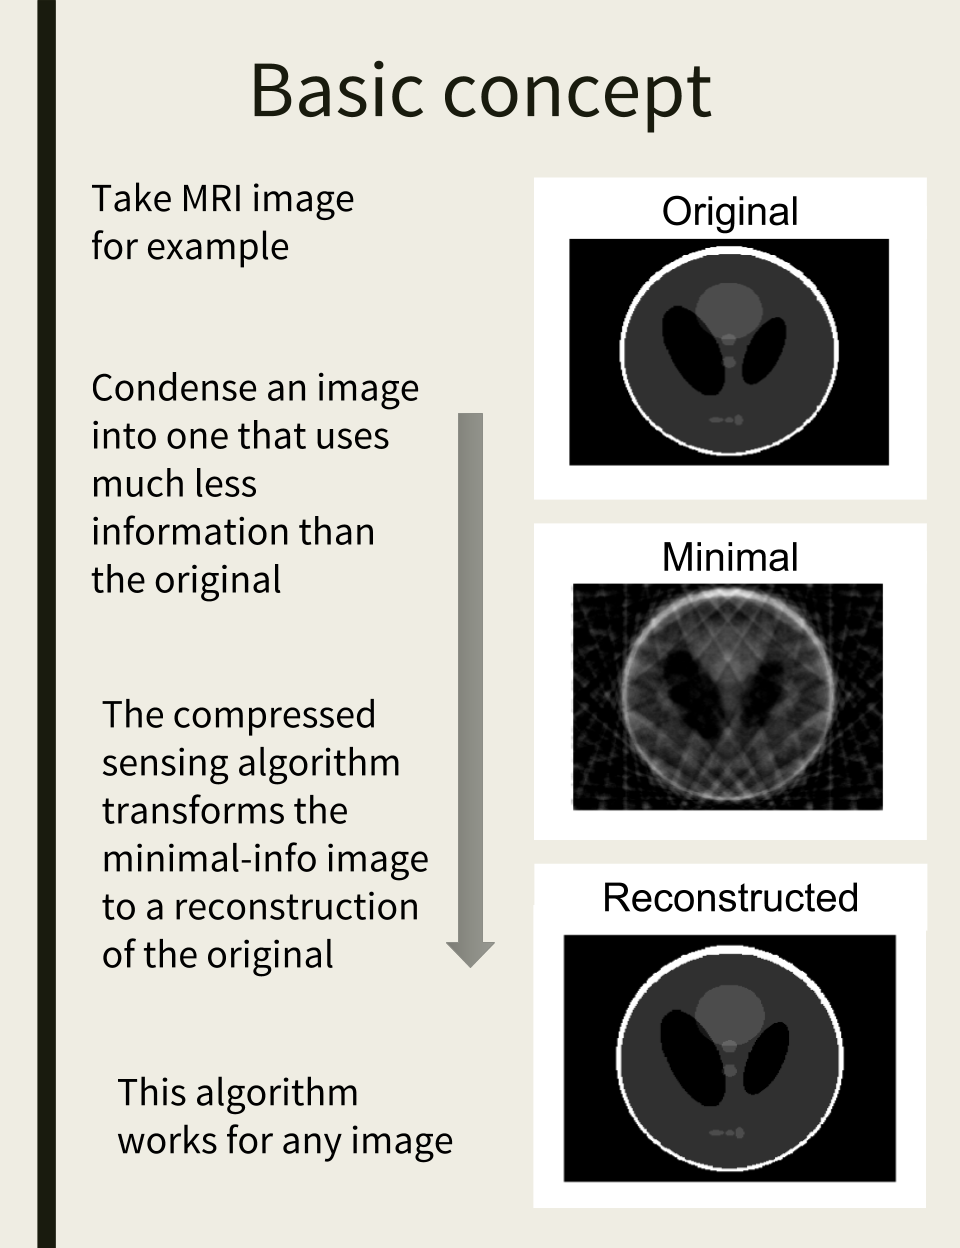 Basic concept
Take MRI image
for example
Original
Condense an image
into one that uses
much less
information than
the original
Minimal
The compressed
sensing algorithm
transforms the
minimal-info image
to a reconstruction
of the original
Reconstructed
This algorithm
works for any image